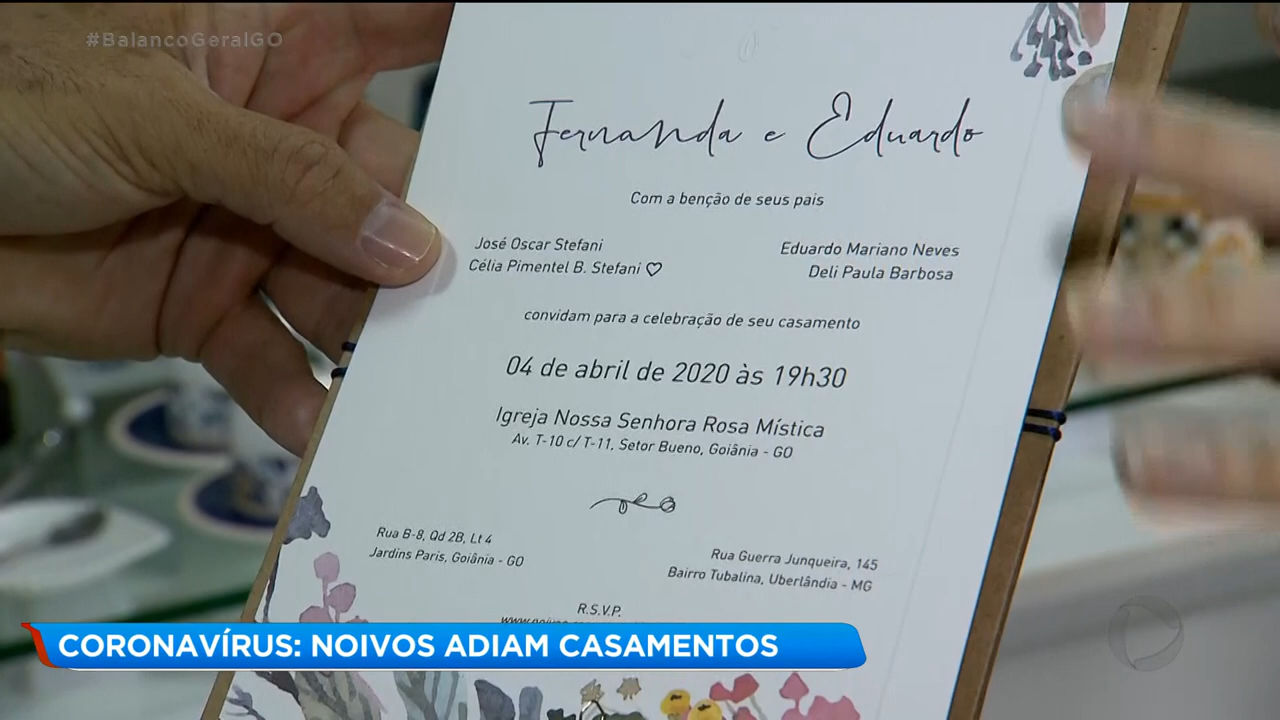 #BalancoGeralGO
Fernanda e Eduardo
Com a benção de seus pais
José Oscar Stefani
Célia Pimentel B. Stefani ♡
Eduardo Mariano Neves
Deli Paula Barbosa
convidam para a celebração de seu casamento
04 de abril de 2020 às 19h30
Igreja Nossa Senhora Rosa Mística
Av. T-10 c/ T-11, Setor Bueno, Goiânia - GO
Rua B-8, Qd 2B, Lt 4
Jardins Paris, Goiânia - GO
Rua Guerra Junqueira, 145
Bairro Tubalina, Uberlândia - MG
R.S.V.P.
CORONAVÍRUS: NOIVOS ADIAM CASAMENTOS